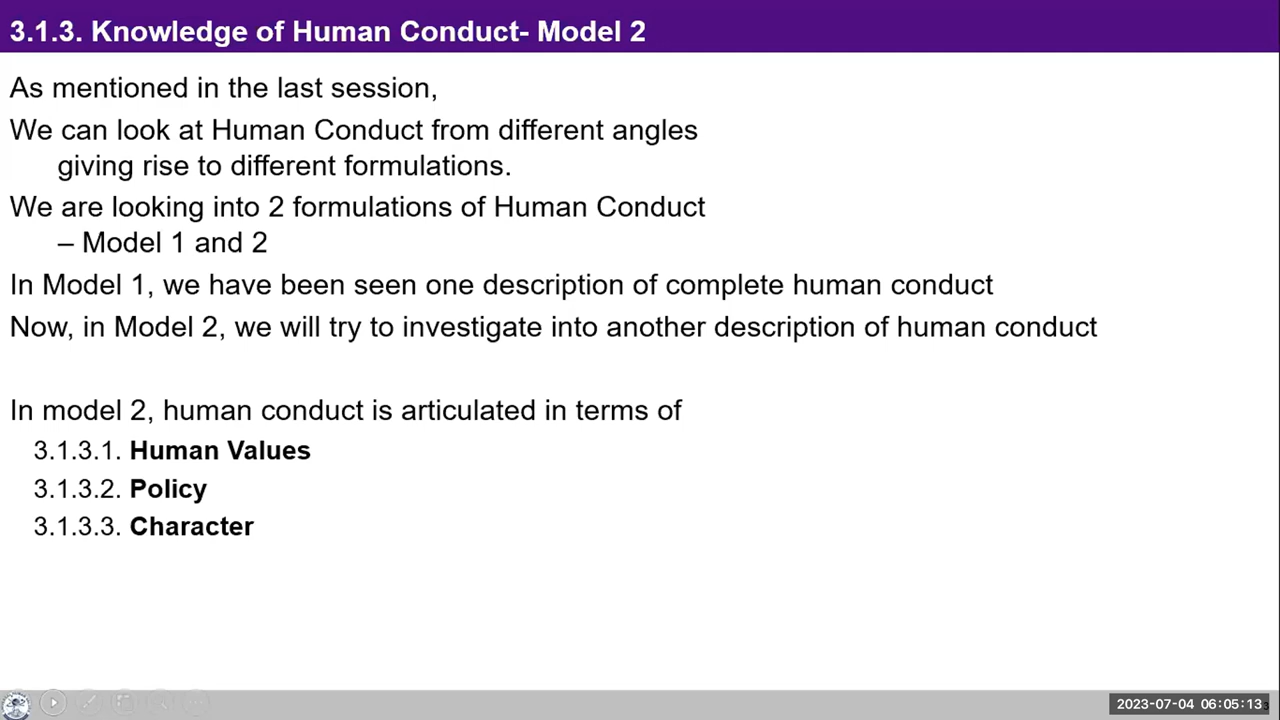 3.1.3. Knowledge of Human Conduct- Model 2
As mentioned in the last session,
We can look at Human Conduct from different angles
giving rise to different formulations.
We are looking into 2 formulations of Human Conduct
– Model 1 and 2
In Model 1, we have been seen one description of complete human conduct
Now, in Model 2, we will try to investigate into another description of human conduct
In model 2, human conduct is articulated in terms of
3.1.3.1. Human Values
3.1.3.2. Policy
3.1.3.3. Character
2023-07-04 06:05:13